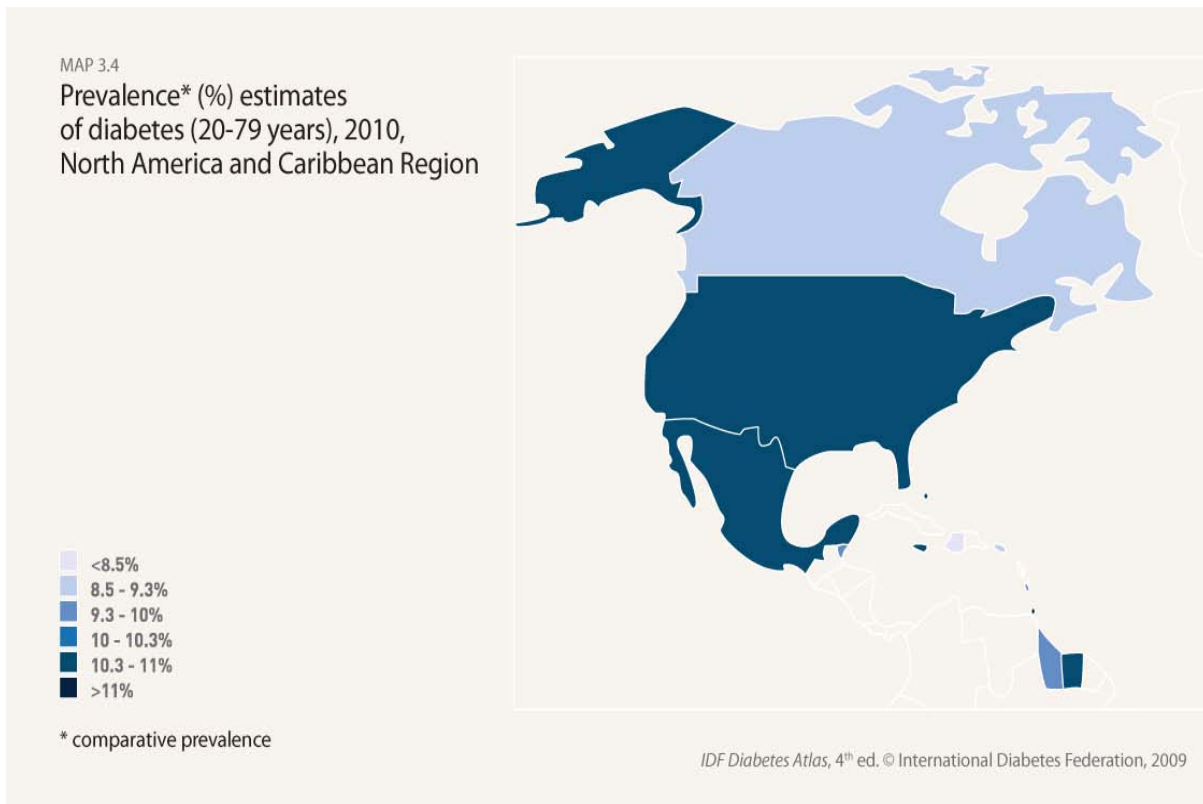 MAP 3.4
Prevalence* (%) estimates
of diabetes (20-79 years), 2010,
North America and Caribbean Region
<8.5%
8.5 - 9.3%
9.3 - 10%
10 - 10.3%
10.3 - 11%
>11%
* comparative prevalence
IDF Diabetes Atlas, 4th ed. © International Diabetes Federation, 2009